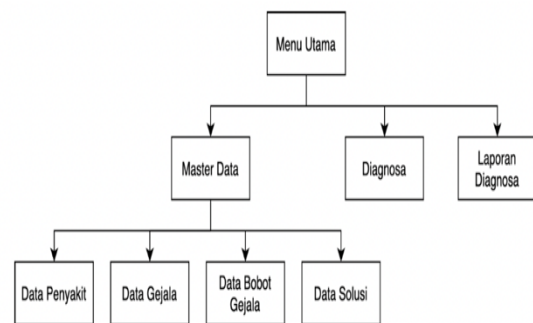 Menu Utama
Master Data
Diagnosa
Laporan
Diagnosa
Data Penyakit
Data Gejala
Data Bobot
Gejala
Data Solusi